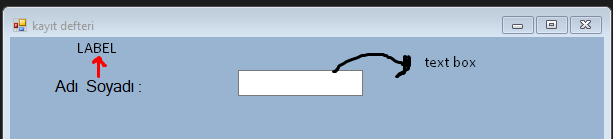 kayıt defteri
LABEL
text box
Adı Soyadı :